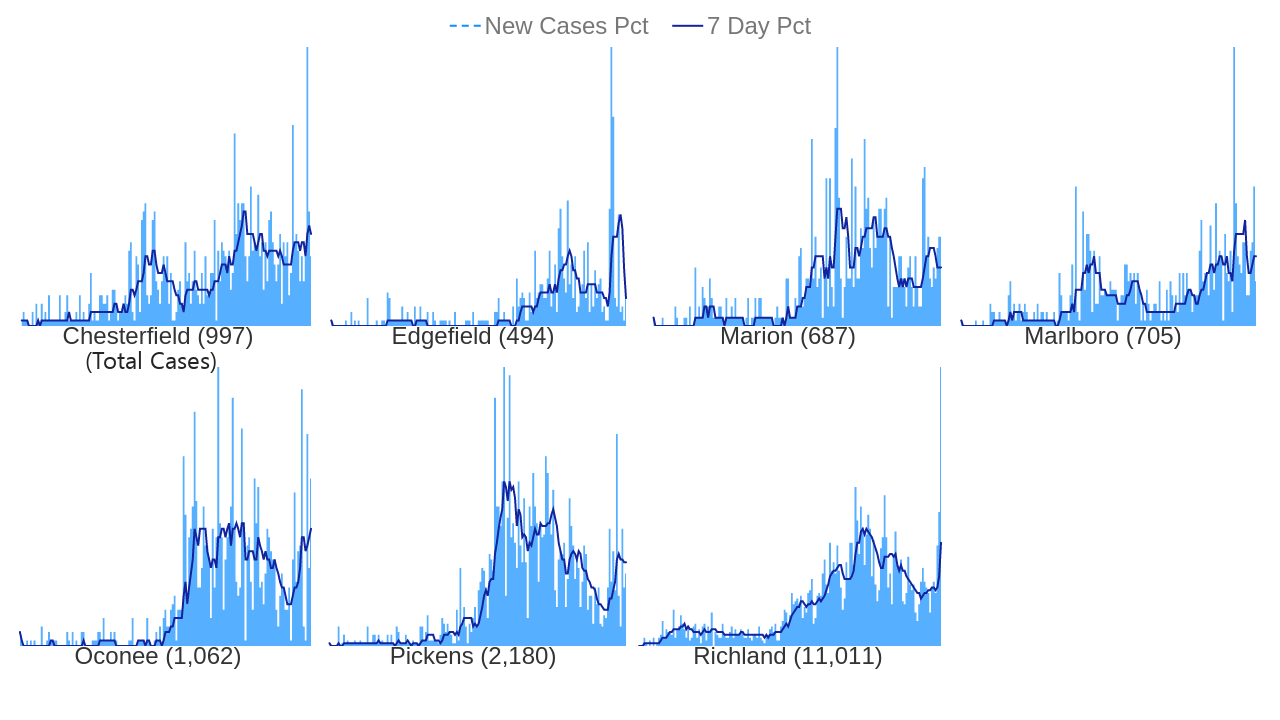 New Cases Pct 7 Day Pct
Chesterfield (997) Edgefield (494) Marion (687) Marlboro (705)
(Total Cases)
Oconee (1,062) Pickens (2,180) Richland (11,011)